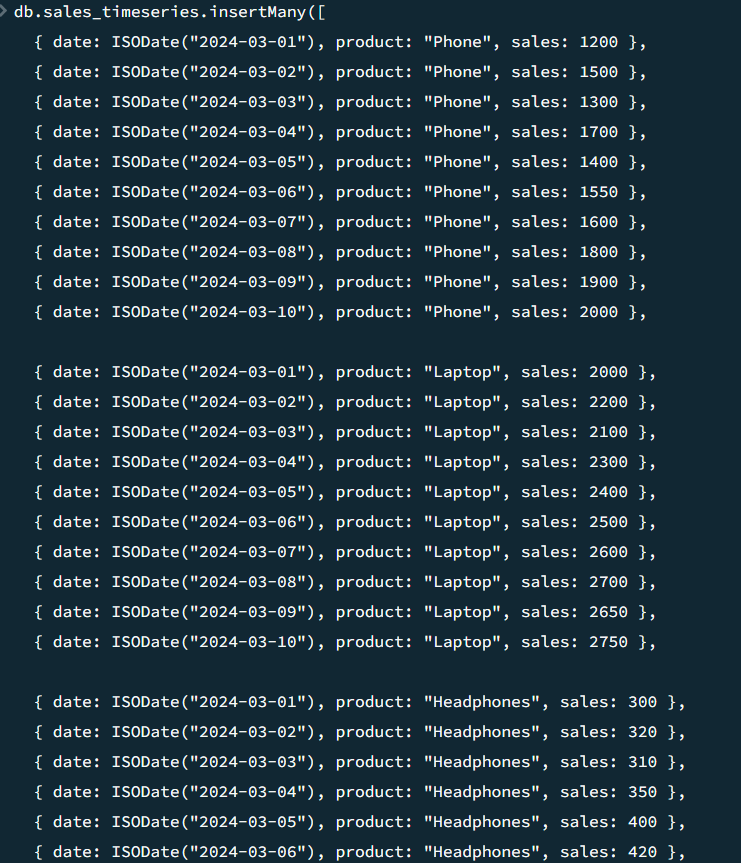 db.sales_timeseries.insertMany([
{ date: ISODate("2024-03-01"), product: "Phone", sales: 1200 },
{ date: ISODate("2024-03-02"), product: "Phone", sales: 1500 },
{ date: ISODate("2024-03-03"), product: "Phone", sales: 1300 },
{ date: ISODate("2024-03-04"), product: "Phone", sales: 1700 },
{ date: ISODate("2024-03-05"), product: "Phone", sales: 1400 },
{ date: ISODate("2024-03-06"), product: "Phone", sales: 1550 },
{ date: ISODate("2024-03-07"), product: "Phone", sales: 1600 },
{ date: ISODate("2024-03-08"), product: "Phone", sales: 1800 },
{ date: ISODate("2024-03-09"), product: "Phone", sales: 1900 },
{ date: ISODate("2024-03-10"), product: "Phone", sales: 2000 },
{ date: ISODate("2024-03-01"), product: "Laptop", sales: 2000 },
{ date: ISODate("2024-03-02"), product: "Laptop", sales: 2200 },
{ date: ISODate("2024-03-03"), product: "Laptop", sales: 2100 },
{ date: ISODate("2024-03-04"), product: "Laptop", sales: 2300 },
{ date: ISODate("2024-03-05"), product: "Laptop", sales: 2400 },
{ date: ISODate("2024-03-06"), product: "Laptop", sales: 2500 },
{ date: ISODate("2024-03-07"), product: "Laptop", sales: 2600 },
{ date: ISODate("2024-03-08"), product: "Laptop", sales: 2700 },
{ date: ISODate("2024-03-09"), product: "Laptop", sales: 2650 },
{ date: ISODate("2024-03-10"), product: "Laptop", sales: 2750 },
{ date: ISODate("2024-03-01"), product: "Headphones", sales: 300 },
{ date: ISODate("2024-03-02"), product: "Headphones", sales: 320 },
{ date: ISODate("2024-03-03"), product: "Headphones", sales: 310 },
{ date: ISODate("2024-03-04"), product: "Headphones", sales: 350 },
{ date: ISODate("2024-03-05"), product: "Headphones", sales: 400 },
{ date: ISODate("2024-03-06"), product: "Headphones", sales: 420 },